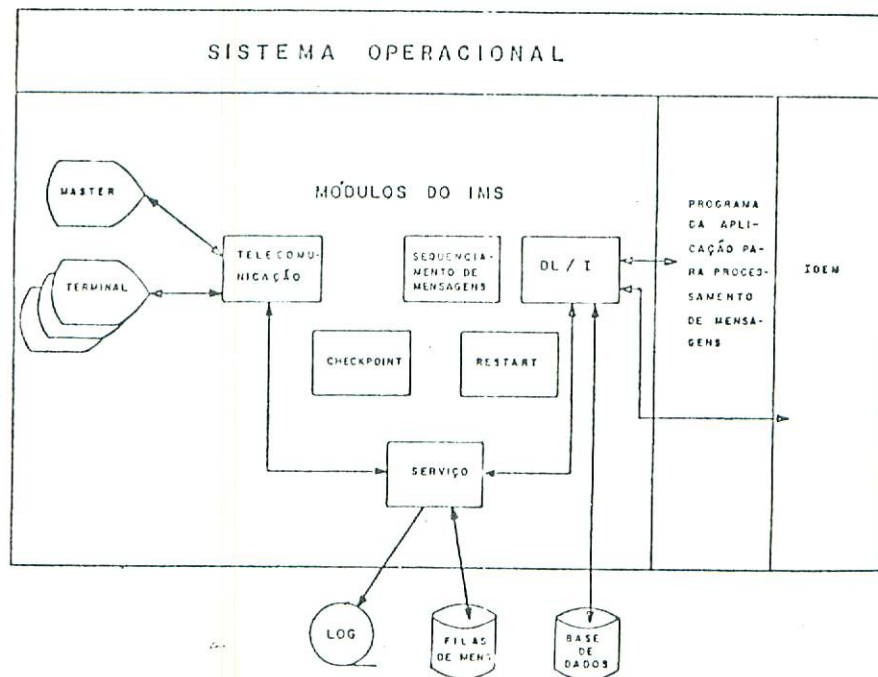 SISTEMA OPERACIONAL
MASTER
TERMINAL
MÓDULOS DO IMS
TELECOMU-
NICAÇÃO
SEQUENCIA-
MENTO DE
MENSAGENS
DL / I
CHECKPOINT
RESTART
SERVIÇO
PROGRAMA
DA APLI-
CAÇÃO PA-
RA PROCES-
SAMENTO
DE MENSA-
GENS
IDEM
LOG
FILAS
DE MENS
BASE
DE
DADOS